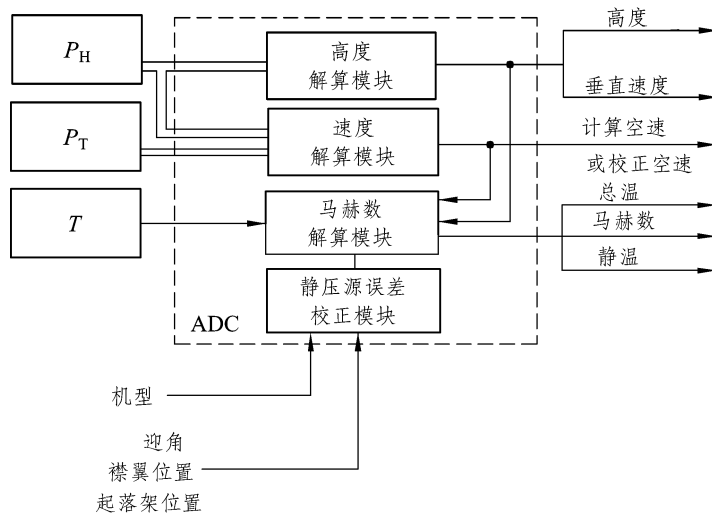 P_H
高度
解算模块
高度
垂直速度
P_T
速度
解算模块
计算空速
或校正空速
T
马赫数
解算模块
总温
马赫数
静温
静压源误差
校正模块
ADC
机型
迎角
襟翼位置
起落架位置